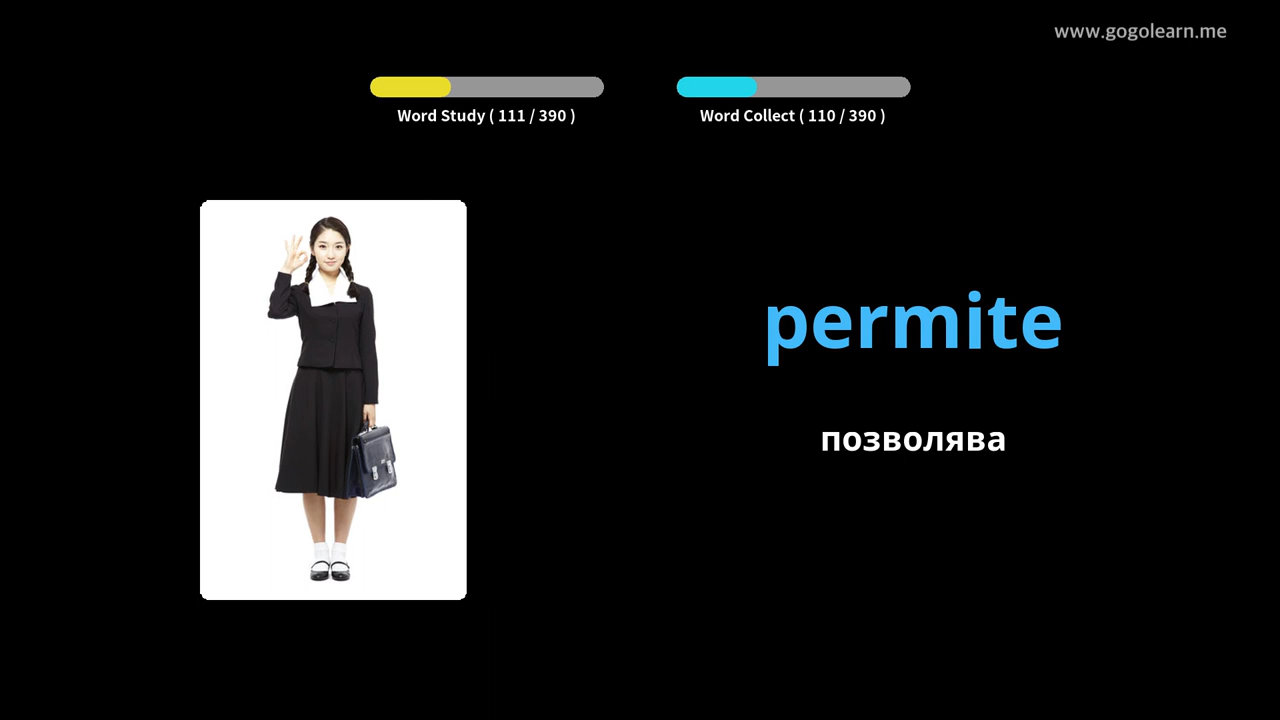 www.gogolearn.me
Word Study ( 111 / 390 )
Word Collect ( 110 / 390 )
permite
позволява